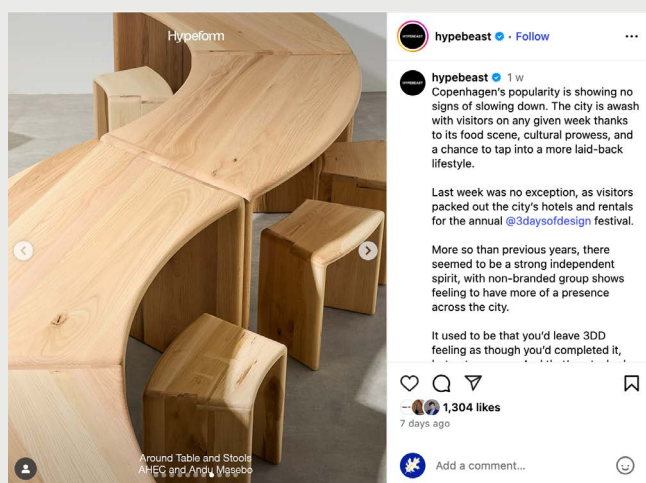 Hypeform
Around Table and Stools
AHEC and Andu Masebo
HYPEBEAST
hypebeast · Follow
HYPEBEAST
hypebeast 1 w
Copenhagen's popularity is showing no
signs of slowing down. The city is awash
with visitors on any given week thanks
to its food scene, cultural prowess, and
a chance to tap into a more laid-back
lifestyle.
Last week was no exception, as visitors
packed out the city's hotels and rentals
for the annual @3daysofdesign festival.
More so than previous years, there
seemed to be a strong independent
spirit, with non-branded group shows
feeling to have more of a presence
across the city.
It used to be that you'd leave 3DD
feeling as though you'd completed it,
1,304 likes
7 days ago
Add a comment...